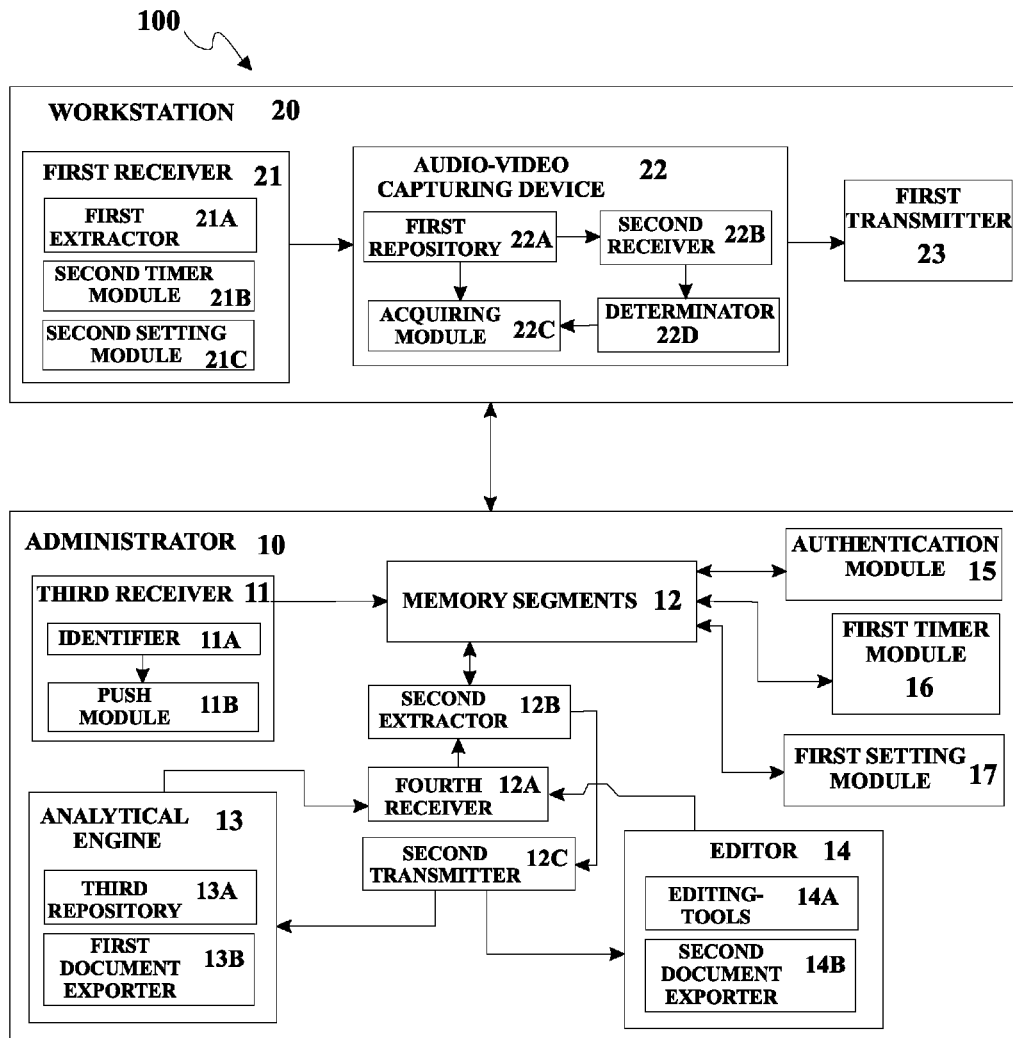 100
WORKSTATION 20
FIRST RECEIVER 21
FIRST
EXTRACTOR 21A
SECOND TIMER
MODULE 21B
SECOND SETTING
MODULE 21C
AUDIO-VIDEO
CAPTURING DEVICE 22
FIRST
REPOSITORY 22A
SECOND
RECEIVER 22B
ACQUIRING
MODULE 22C
DETERMINATOR
22D
FIRST
TRANSMITTER
23
ADMINISTRATOR 10
THIRD RECEIVER 11
IDENTIFIER 11A
PUSH
MODULE 11B
MEMORY SEGMENTS 12
AUTHENTICATION
MODULE 15
FIRST TIMER
MODULE
16
FIRST SETTING
MODULE 17
SECOND
EXTRACTOR 12B
FOURTH
RECEIVER 12A
SECOND
TRANSMITTER 12C
ANALYTICAL
ENGINE 13
THIRD
REPOSITORY 13A
FIRST
DOCUMENT
EXPORTER 13B
EDITOR 14
EDITING-
TOOLS 14A
SECOND
DOCUMENT
EXPORTER 14B